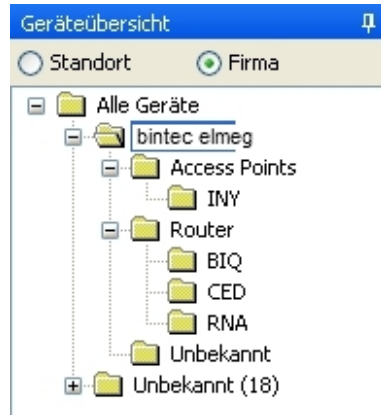 Geräteübersicht
Standort Firma
Alle Geräte
bintec elmeg
Access Points
INY
Router
BIQ
CED
RNA
Unbekannt
Unbekannt (18)